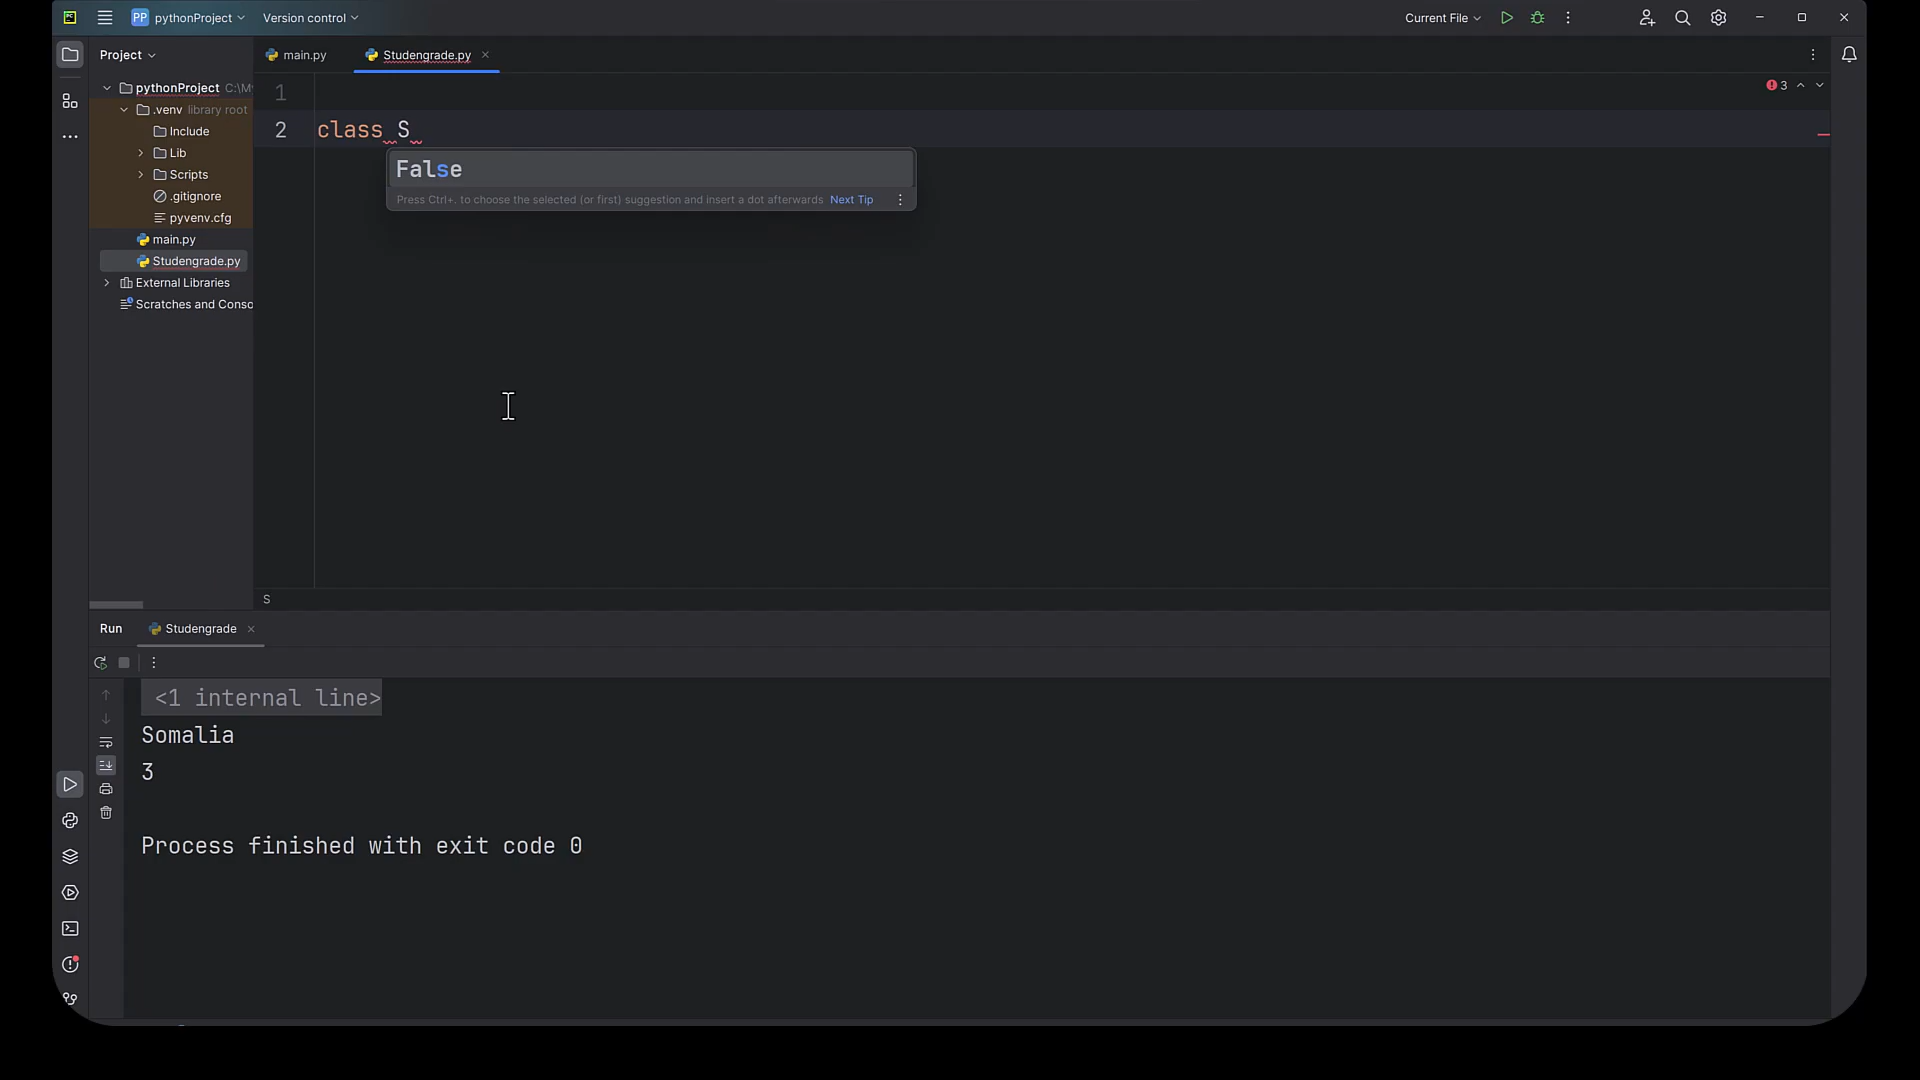 PP pythonProject Version control Current File
Project main.py Studengrade.py
pythonProject C:\M
.venv library root
Include
Lib
Scripts
.gitignore
pyvenv.cfg
main.py
Studengrade.py
External Libraries
Scratches and Conso
1
3
2 class S
False
Press Ctrl+. to choose the selected (or first) suggestion and insert a dot afterwards Next Tip
S
Run Studengrade
<1 internal line>
Somalia
3
Process finished with exit code 0